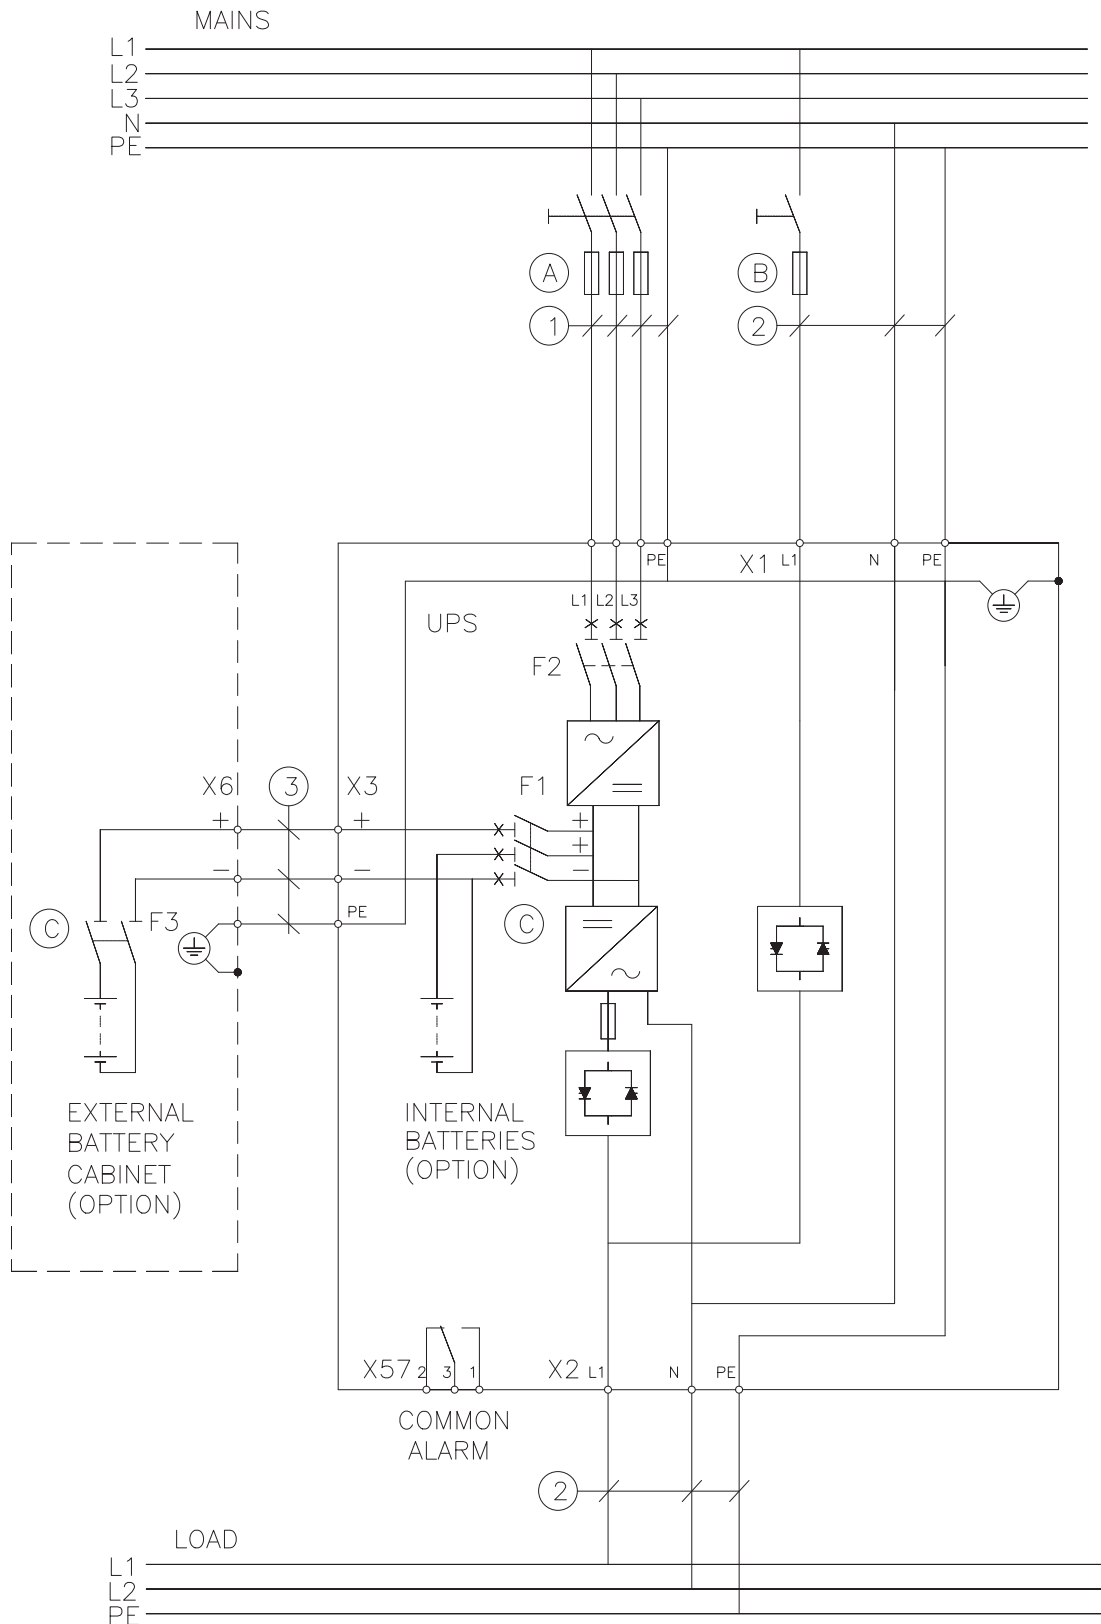 MAINS
L1
L2
L3
N
PE
A
B
1
2
PE
X1 L1
N
PE
L1 L2 L3
UPS
F2
X6
3
X3
F1
+
+
+
+
-
-
-
PE
C
F3
C
EXTERNAL
BATTERY
CABINET
(OPTION)
INTERNAL
BATTERIES
(OPTION)
X57 2 3 1
X2 L1
N
PE
COMMON
ALARM
2
LOAD
L1
L2
PE